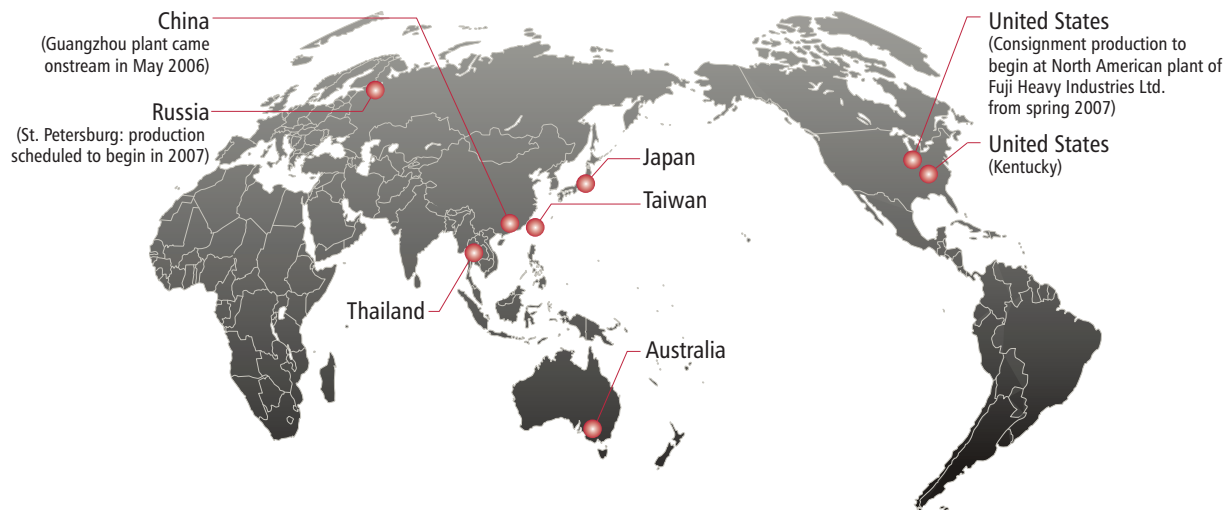 China
(Guangzhou plant came
onstream in May 2006)
Russia
(St. Petersburg: production
scheduled to begin in 2007)
Japan
Taiwan
Thailand
Australia
United States
(Consignment production to
begin at North American plant of
Fuji Heavy Industries Ltd.
from spring 2007)
United States
(Kentucky)